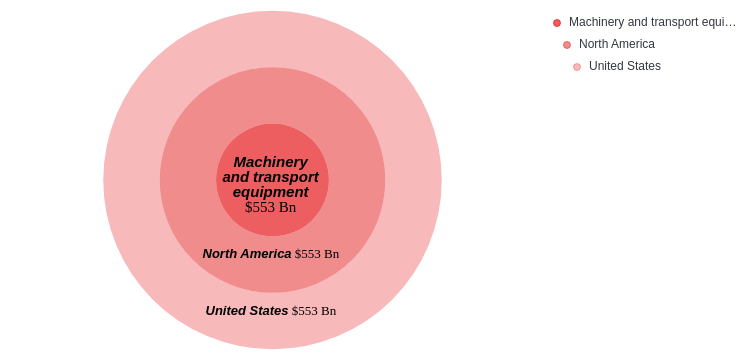 Machinery
and transport
equipment
$553 Bn
North America $553 Bn
United States $553 Bn
Machinery and transport equi…
North America
United States